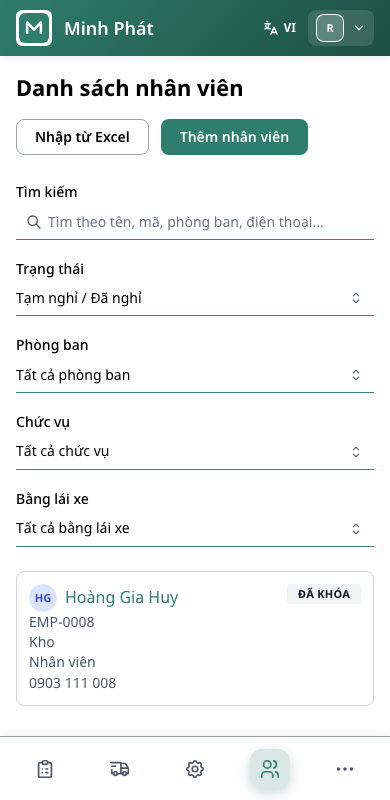 Minh Phát
VI
R
Danh sách nhân viên
Nhập từ Excel
Thêm nhân viên
Tìm kiếm
Tìm theo tên, mã, phòng ban, điện thoại...
Trạng thái
Tạm nghỉ / Đã nghỉ
Phòng ban
Tất cả phòng ban
Chức vụ
Tất cả chức vụ
Bằng lái xe
Tất cả bằng lái xe
HG
Hoàng Gia Huy
ĐÃ KHÓA
EMP-0008
Kho
Nhân viên
0903 111 008